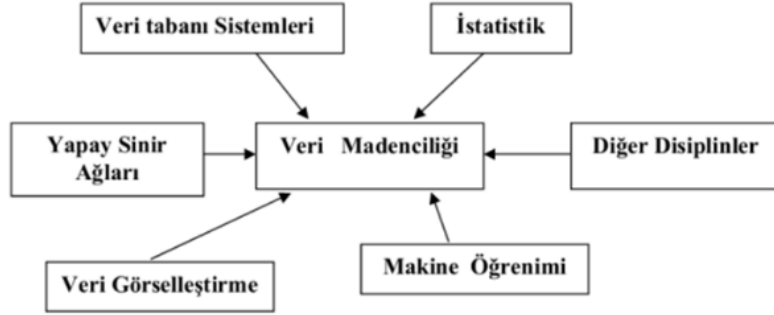 Veri tabanı Sistemleri
İstatistik
Yapay Sinir
Ağları
Veri Madenciliği
Diğer Disiplinler
Veri Görselleştirme
Makine Öğrenimi